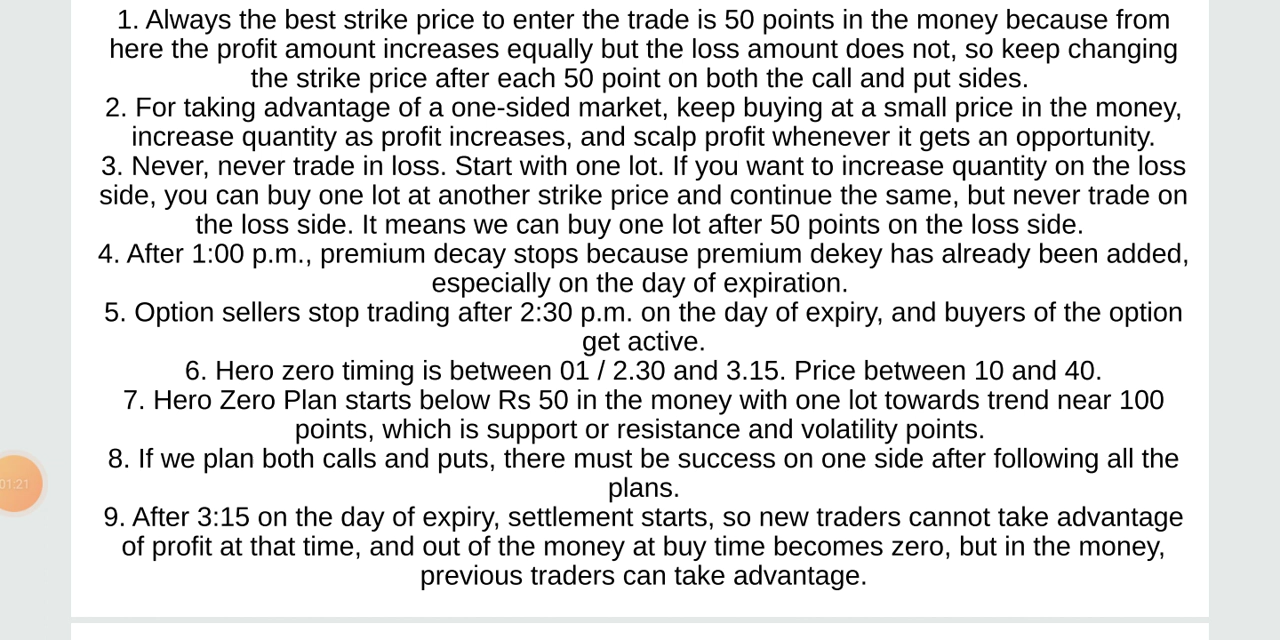 1. Always the best strike price to enter the trade is 50 points in the money because from
here the profit amount increases equally but the loss amount does not, so keep changing
the strike price after each 50 point on both the call and put sides.
2. For taking advantage of a one-sided market, keep buying at a small price in the money,
increase quantity as profit increases, and scalp profit whenever it gets an opportunity.
3. Never, never trade in loss. Start with one lot. If you want to increase quantity on the loss
side, you can buy one lot at another strike price and continue the same, but never trade on
the loss side. It means we can buy one lot after 50 points on the loss side.
4. After 1:00 p.m., premium decay stops because premium dekey has already been added,
especially on the day of expiration.
5. Option sellers stop trading after 2:30 p.m. on the day of expiry, and buyers of the option
get active.
6. Hero zero timing is between 01 / 2.30 and 3.15. Price between 10 and 40.
7. Hero Zero Plan starts below Rs 50 in the money with one lot towards trend near 100
points, which is support or resistance and volatility points.
8. If we plan both calls and puts, there must be success on one side after following all the
plans.
01:21
9. After 3:15 on the day of expiry, settlement starts, so new traders cannot take advantage
of profit at that time, and out of the money at buy time becomes zero, but in the money,
previous traders can take advantage.